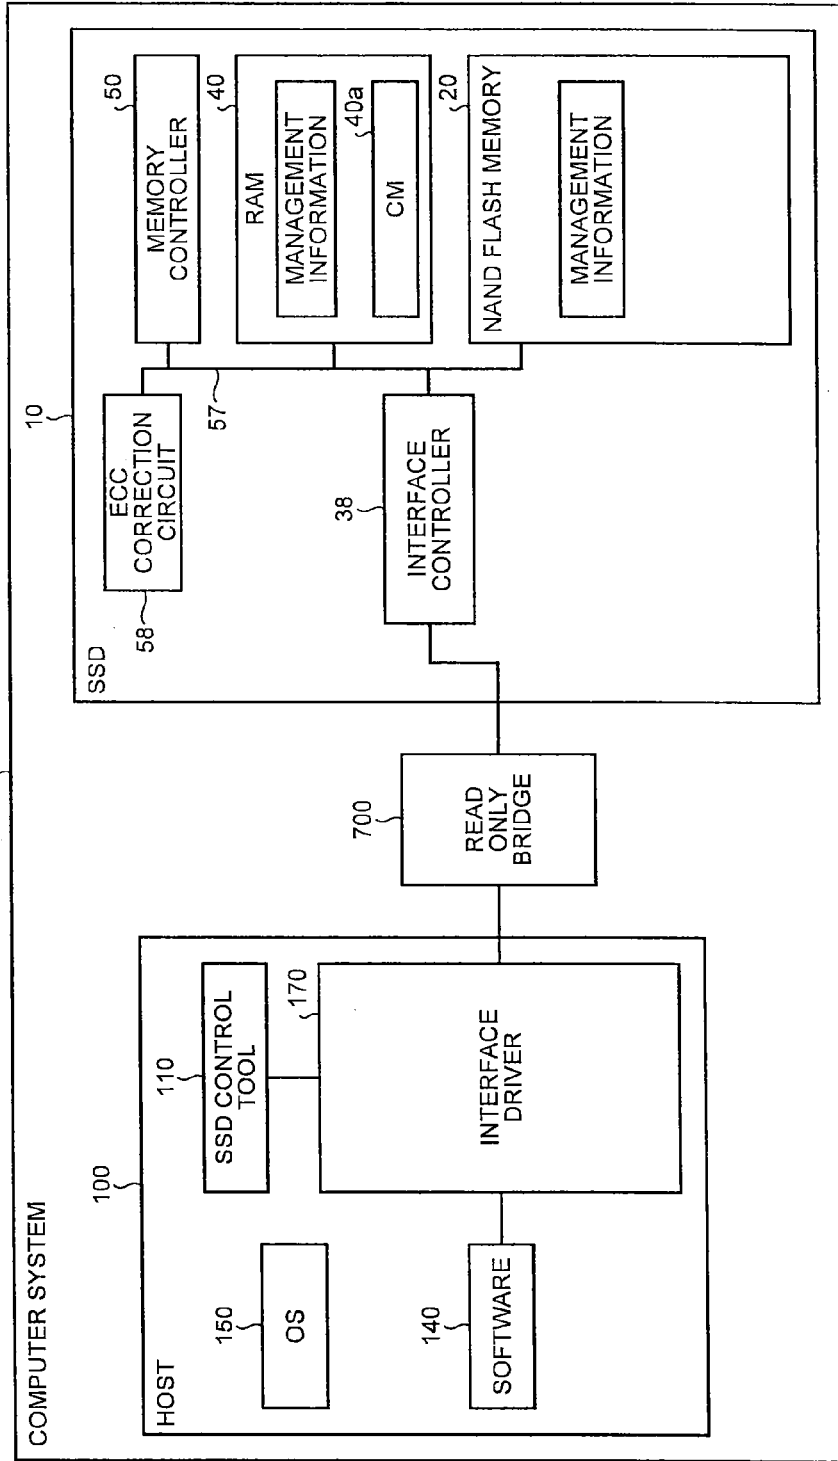 COMPUTER SYSTEM
HOST
100
150
OS
140
SOFTWARE
110
SSD CONTROL
TOOL
170
INTERFACE
DRIVER
700
READ
ONLY
BRIDGE
10
SSD
58
ECC
CORRECTION
CIRCUIT
57
38
INTERFACE
CONTROLLER
50
MEMORY
CONTROLLER
40
RAM
MANAGEMENT
INFORMATION
40a
CM
20
NAND FLASH MEMORY
MANAGEMENT
INFORMATION